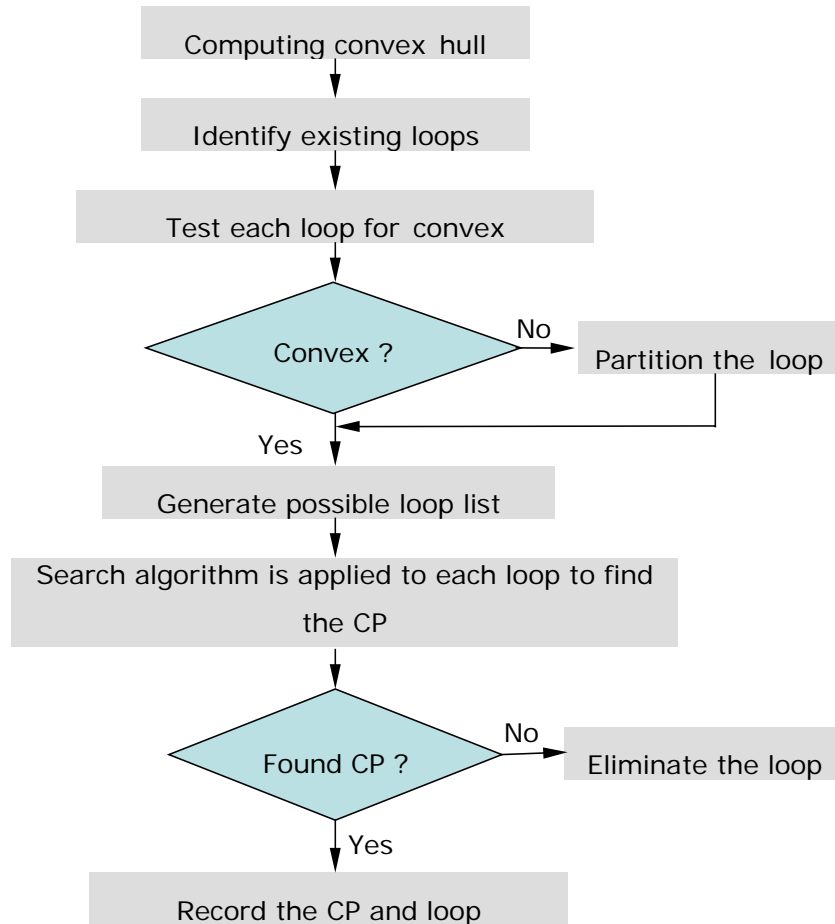 Computing convex hull
Identify existing loops
Test each loop for convex
Convex ?
No
Partition the loop
Yes
Generate possible loop list
Search algorithm is applied to each loop to find
the CP
Found CP ?
No
Eliminate the loop
Yes
Record the CP and loop